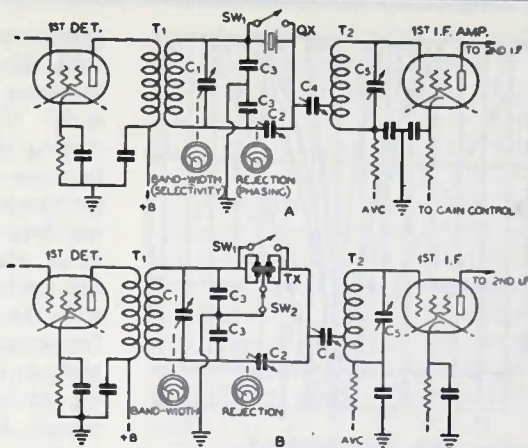 1ST DET. T1 SW1 QX T2 1ST I.F. AMP.
TO 2ND I.F.
C1 C3 C5
C3 C4
C2
BAND-WIDTH (SELECTIVITY)
REJECTION (PHASING)
A
+B AVC TO GAIN CONTROL
1ST DET. T1 SW1 TX T2 1ST I.F.
TO 2ND I.F.
SW2
C1 C3 C5
C3 C4
C2
BAND-WIDTH REJECTION
+B B AVC